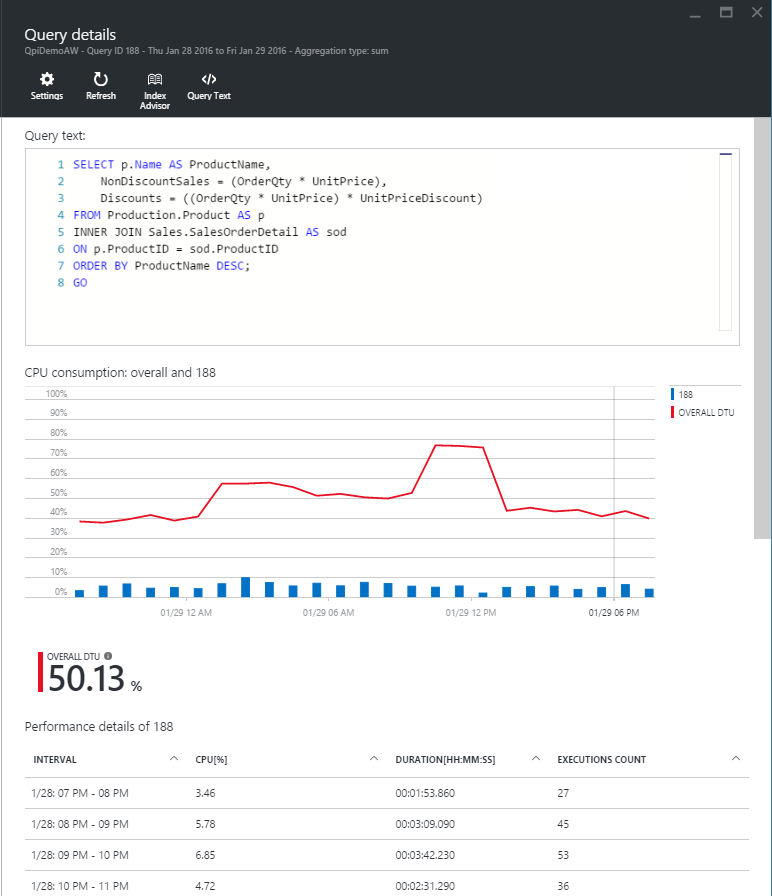 Query details
QpiDemoAW - Query ID 188 - Thu Jan 28 2016 to Fri Jan 29 2016 - Aggregation type: sum
Settings
Refresh
Index Advisor
Query Text
Query text:
1 SELECT p.Name AS ProductName,
2 NonDiscountSales = (OrderQty * UnitPrice),
3 Discounts = ((OrderQty * UnitPrice) * UnitPriceDiscount)
4 FROM Production.Product AS p
5 INNER JOIN Sales.SalesOrderDetail AS sod
6 ON p.ProductID = sod.ProductID
7 ORDER BY ProductName DESC;
8 GO
CPU consumption: overall and 188
100%
90%
80%
70%
60%
50%
40%
30%
20%
10%
0%
188
OVERALL DTU
01/29 12 AM
01/29 06 AM
01/29 12 PM
01/29 06 PM
OVERALL DTU
50.13 %
Performance details of 188
INTERVAL CPU[%] DURATION[HH:MM:SS] EXECUTIONS COUNT
1/28: 07 PM - 08 PM 3.46 00:01:53.860 27
1/28: 08 PM - 09 PM 5.78 00:03:09.090 45
1/28: 09 PM - 10 PM 6.85 00:03:42.230 53
1/28: 10 PM - 11 PM 4.72 00:02:31.290 36